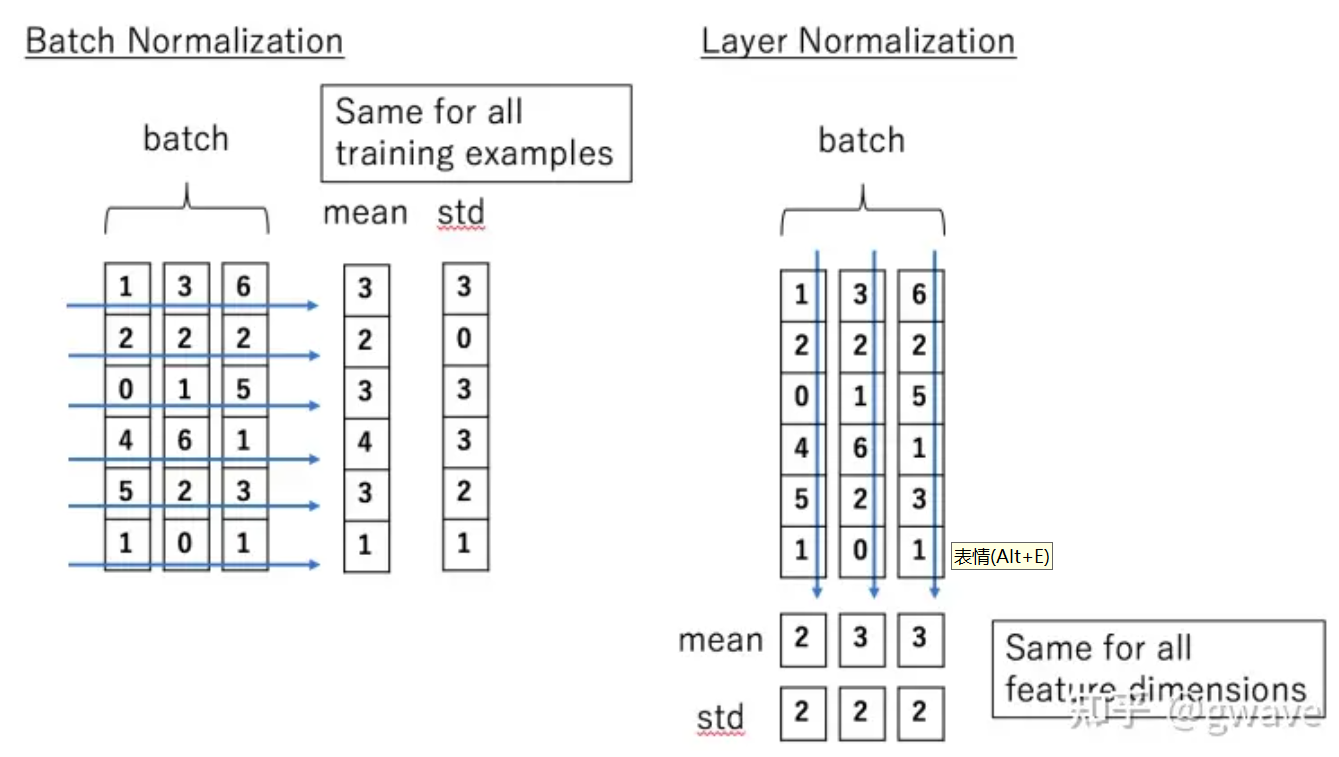 Batch Normalization
Layer Normalization
Same for all
training examples
batch
mean std
1 3 6 3 3
2 2 2 2 0
0 1 5 3 3
4 6 1 4 3
5 2 3 3 2
1 0 1 1 1
batch
1 3 6
2 2 2
0 1 5
4 6 1
5 2 3
1 0 1
表情(Alt+E)
mean 2 3 3
std 2 2 2
Same for all
feature dimensions
知乎 @gwave